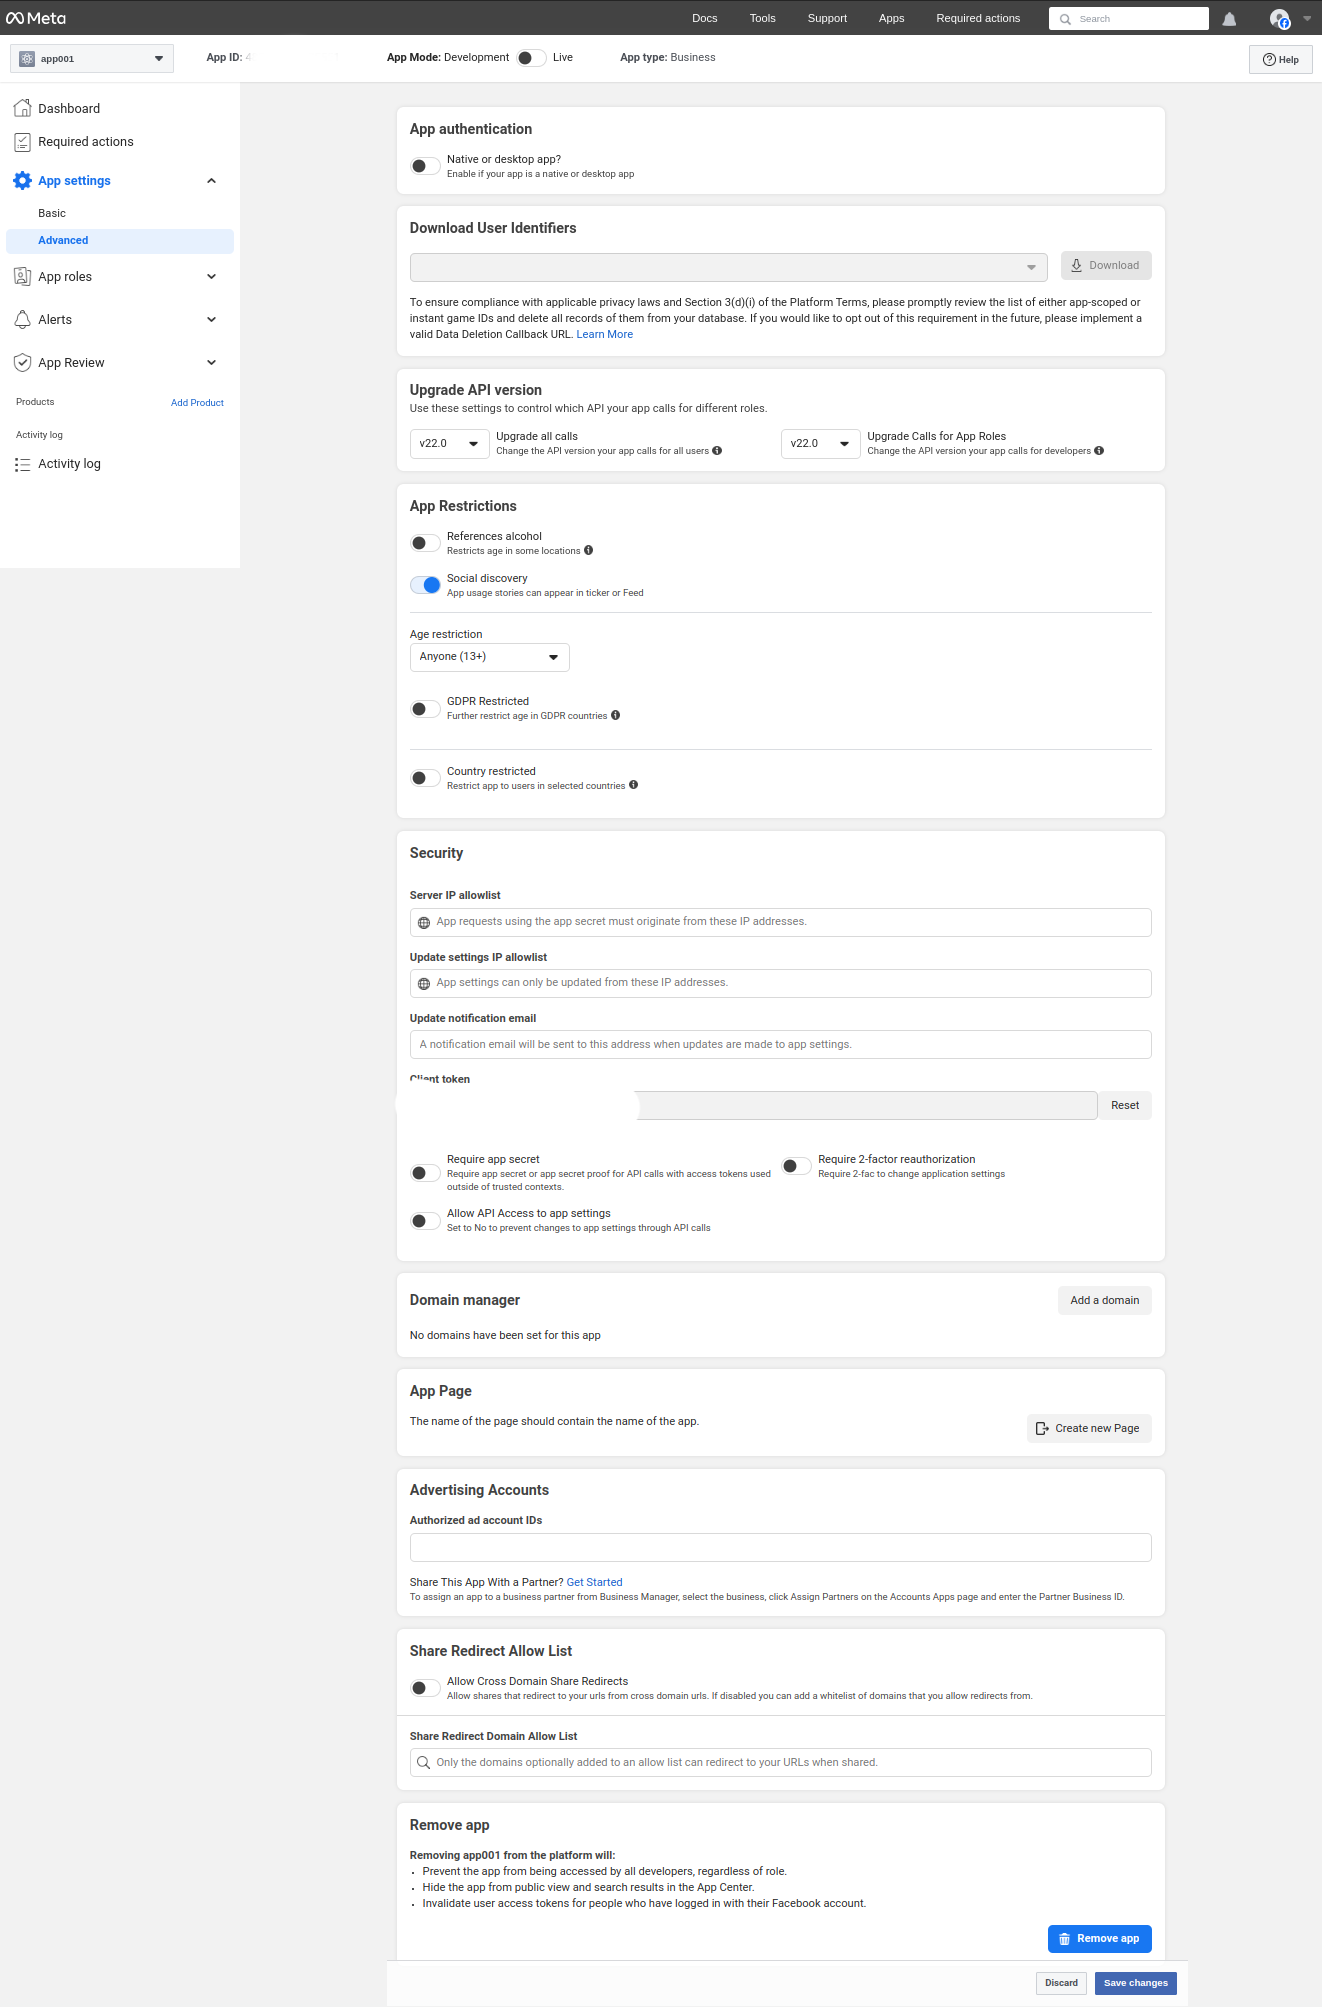 Meta
Docs
Tools
Support
Apps
Required actions
Search
app001
App ID:
App Mode: Development
Live
App type: Business
Help
Dashboard
Required actions
App settings
Basic
Advanced
App roles
Alerts
App Review
Products
Add Product
Activity log
Activity log
App authentication
Native or desktop app?
Enable if your app is a native or desktop app
Download User Identifiers
Download
To ensure compliance with applicable privacy laws and Section 3(d)(i) of the Platform Terms, please promptly review the list of either app-scoped or
instant game IDs and delete all records of them from your database. If you would like to opt out of this requirement in the future, please implement a
valid Data Deletion Callback URL. Learn More
Upgrade API version
Use these settings to control which API your app calls for different roles.
v22.0
Upgrade all calls
Change the API version your app calls for all users
v22.0
Upgrade Calls for App Roles
Change the API version your app calls for developers
App Restrictions
References alcohol
Restricts age in some locations
Social discovery
App usage stories can appear in ticker or Feed
Age restriction
Anyone (13+)
GDPR Restricted
Further restrict age in GDPR countries
Country restricted
Restrict app to users in selected countries
Security
Server IP allowlist
App requests using the app secret must originate from these IP addresses.
Update settings IP allowlist
App settings can only be updated from these IP addresses.
Update notification email
A notification email will be sent to this address when updates are made to app settings.
Client token
Reset
Require app secret
Require app secret or app secret proof for API calls with access tokens used
outside of trusted contexts.
Require 2-factor reauthorization
Require 2-fac to change application settings
Allow API Access to app settings
Set to No to prevent changes to app settings through API calls
Domain manager
Add a domain
No domains have been set for this app
App Page
The name of the page should contain the name of the app.
Create new Page
Advertising Accounts
Authorized ad account IDs
Share This App With a Partner? Get Started
To assign an app to a business partner from Business Manager, select the business, click Assign Partners on the Accounts Apps page and enter the Partner Business ID.
Share Redirect Allow List
Allow Cross Domain Share Redirects
Allow shares that redirect to your urls from cross domain urls. If disabled you can add a whitelist of domains that you allow redirects from.
Share Redirect Domain Allow List
Only the domains optionally added to an allow list can redirect to your URLs when shared.
Remove app
Removing app001 from the platform will:
• Prevent the app from being accessed by all developers, regardless of role.
• Hide the app from public view and search results in the App Center.
• Invalidate user access tokens for people who have logged in with their Facebook account.
Remove app
Discard
Save changes